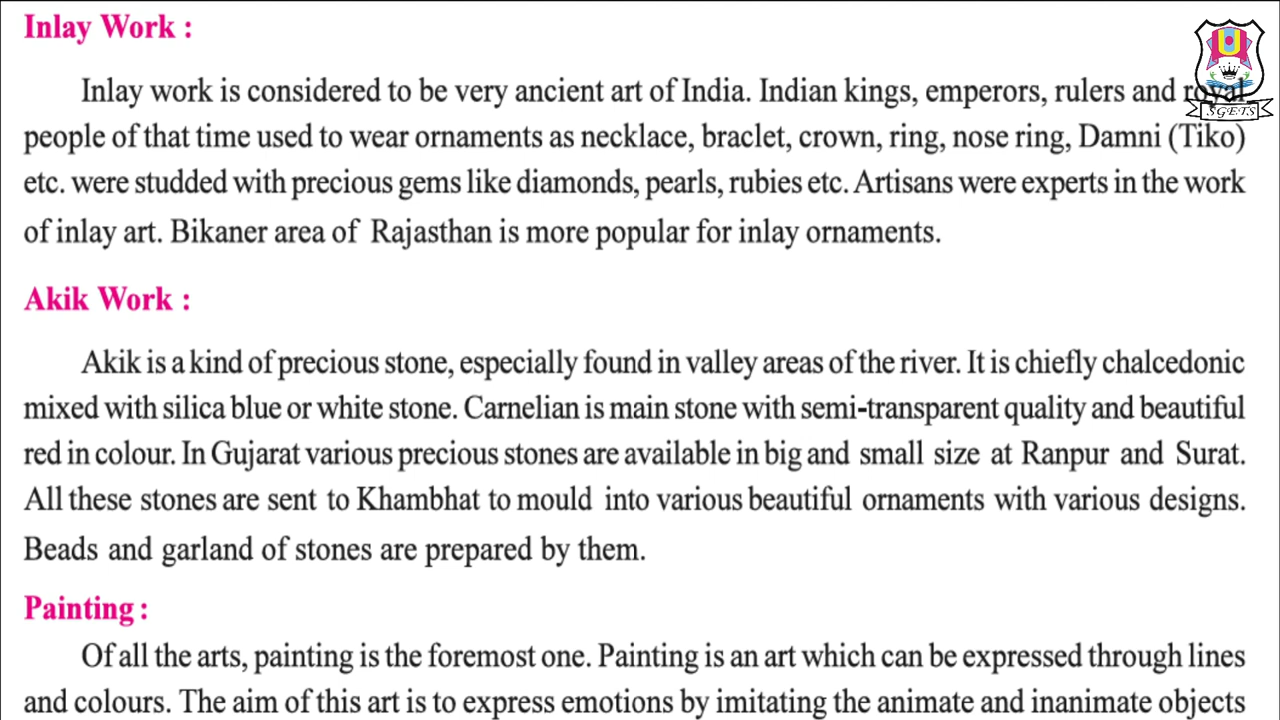 Inlay Work :
Inlay work is considered to be very ancient art of India. Indian kings, emperors, rulers and royal
people of that time used to wear ornaments as necklace, braclet, crown, ring, nose ring, Damni (Tiko)
etc. were studded with precious gems like diamonds, pearls, rubies etc. Artisans were experts in the work
of inlay art. Bikaner area of Rajasthan is more popular for inlay ornaments.
Akik Work :
Akik is a kind of precious stone, especially found in valley areas of the river. It is chiefly chalcedonic
mixed with silica blue or white stone. Carnelian is main stone with semi-transparent quality and beautiful
red in colour. In Gujarat various precious stones are available in big and small size at Ranpur and Surat.
All these stones are sent to Khambhat to mould into various beautiful ornaments with various designs.
Beads and garland of stones are prepared by them.
Painting :
Of all the arts, painting is the foremost one. Painting is an art which can be expressed through lines
and colours. The aim of this art is to express emotions by imitating the animate and inanimate objects
SGETS